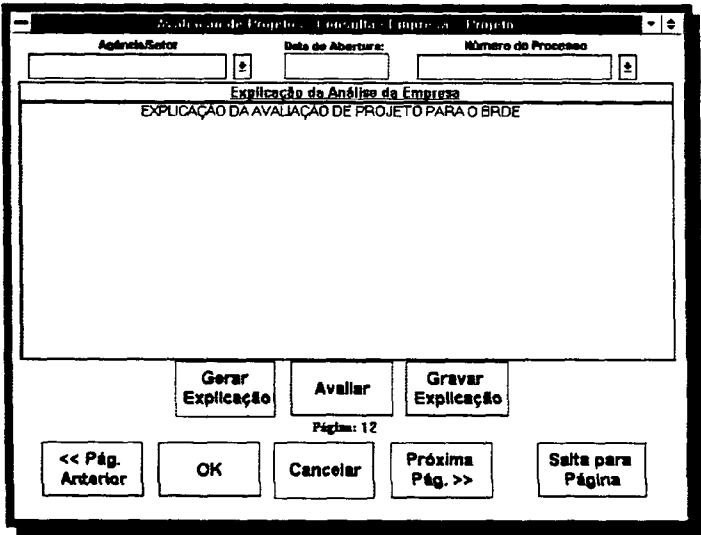 Avaliação de Projetos - Consulta: Empresa - Projeto
Agência/Setor
Data de Abertura:
Número do Processo
Explicação da Análise da Empresa
EXPLICAÇÃO DA AVALIAÇÃO DE PROJETO PARA O BRDE
Gerar
Explicação
Avaliar
Gravar
Explicação
Página: 12
<< Pág.
Anterior
OK
Cancelar
Próxima
Pág. >>
Salta para
Página